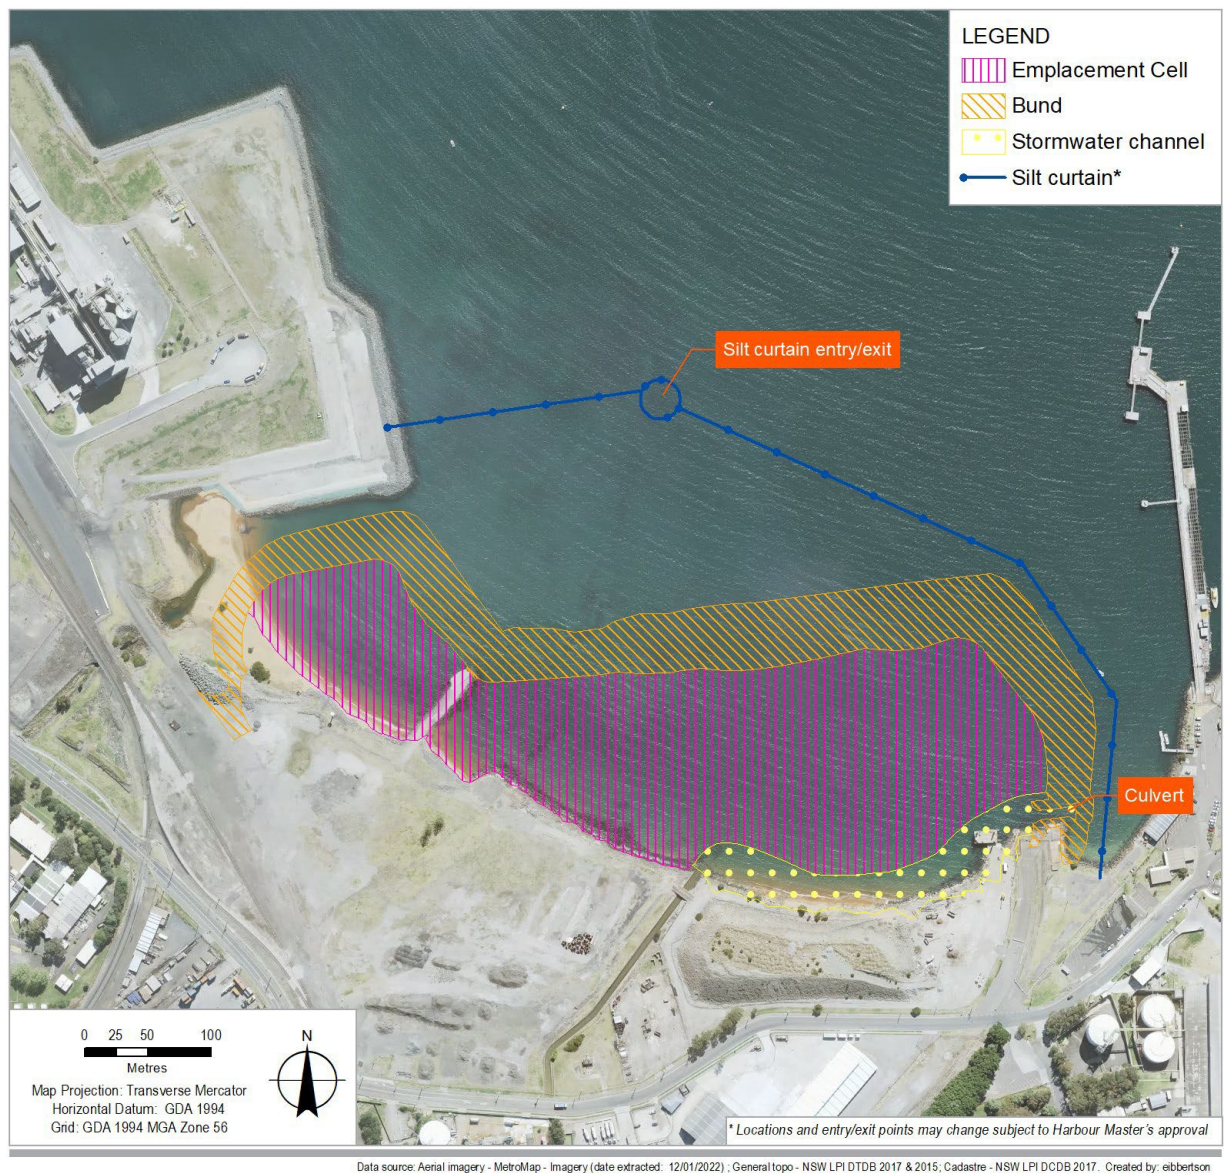 LEGEND
Emplacement Cell
Bund
Stormwater channel
Silt curtain*
Silt curtain entry/exit
Culvert
0 25 50 100
Metres
N
Map Projection: Transverse Mercator
Horizontal Datum: GDA 1994
Grid: GDA 1994 MGA Zone 56
* Locations and entry/exit points may change subject to Harbour Master's approval
Data source: Aerial imagery - MetroMap - Imagery (date extracted: 12/01/2022) ; General topo - NSW LPI DTDB 2017 & 2015; Cadastre - NSW LPI DCDB 2017. Created by: eibbertson